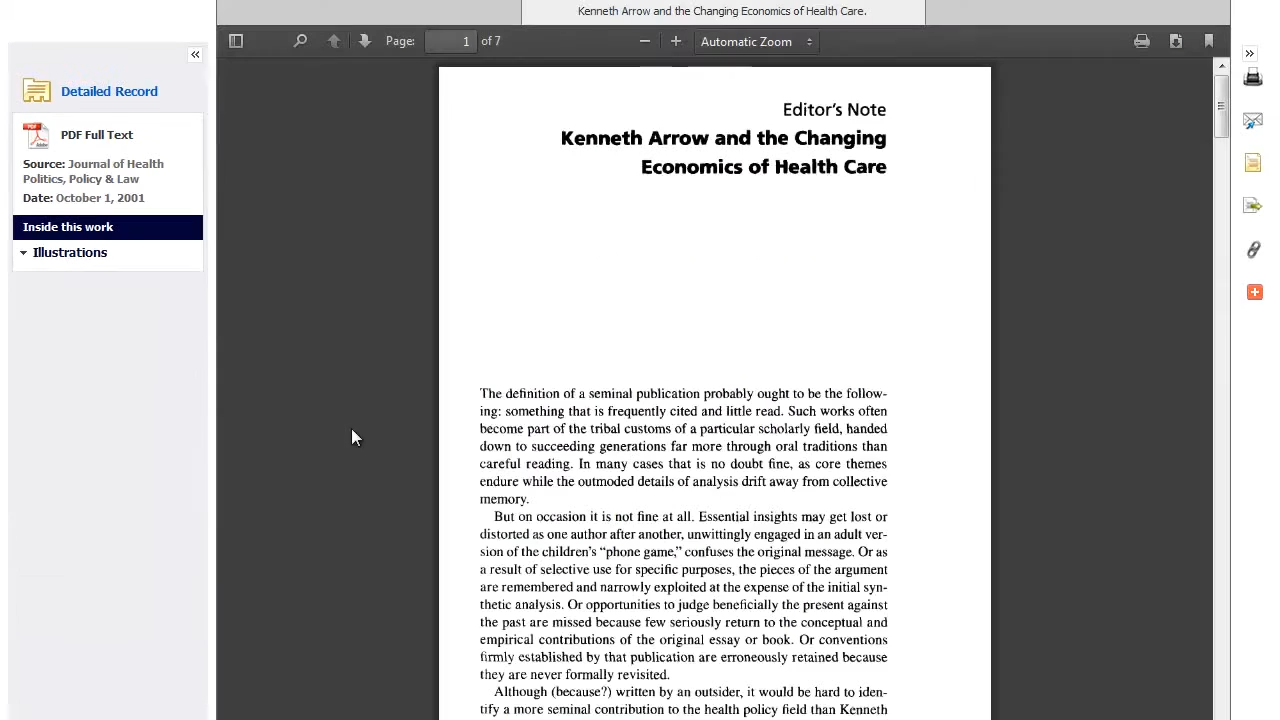 Kenneth Arrow and the Changing Economics of Health Care.
Page: 1 of 7
Automatic Zoom
Detailed Record
PDF Full Text
Source: Journal of Health
Politics, Policy & Law
Date: October 1, 2001
Inside this work
Illustrations
Editor's Note
Kenneth Arrow and the Changing
Economics of Health Care
The definition of a seminal publication probably ought to be the follow-
ing: something that is frequently cited and little read. Such works often
become part of the tribal customs of a particular scholarly field, handed
down to succeeding generations far more through oral traditions than
careful reading. In many cases that is no doubt fine, as core themes
endure while the outmoded details of analysis drift away from collective
memory.
But on occasion it is not fine at all. Essential insights may get lost or
distorted as one author after another, unwittingly engaged in an adult ver-
sion of the children's “phone game,” confuses the original message. Or as
a result of selective use for specific purposes, the pieces of the argument
are remembered and narrowly exploited at the expense of the initial syn-
thetic analysis. Or opportunities to judge beneficially the present against
the past are missed because few seriously return to the conceptual and
empirical contributions of the original essay or book. Or conventions
firmly established by that publication are erroneously retained because
they are never formally revisited.
Although (because?) written by an outsider, it would be hard to iden-
tify a more seminal contribution to the health policy field than Kenneth